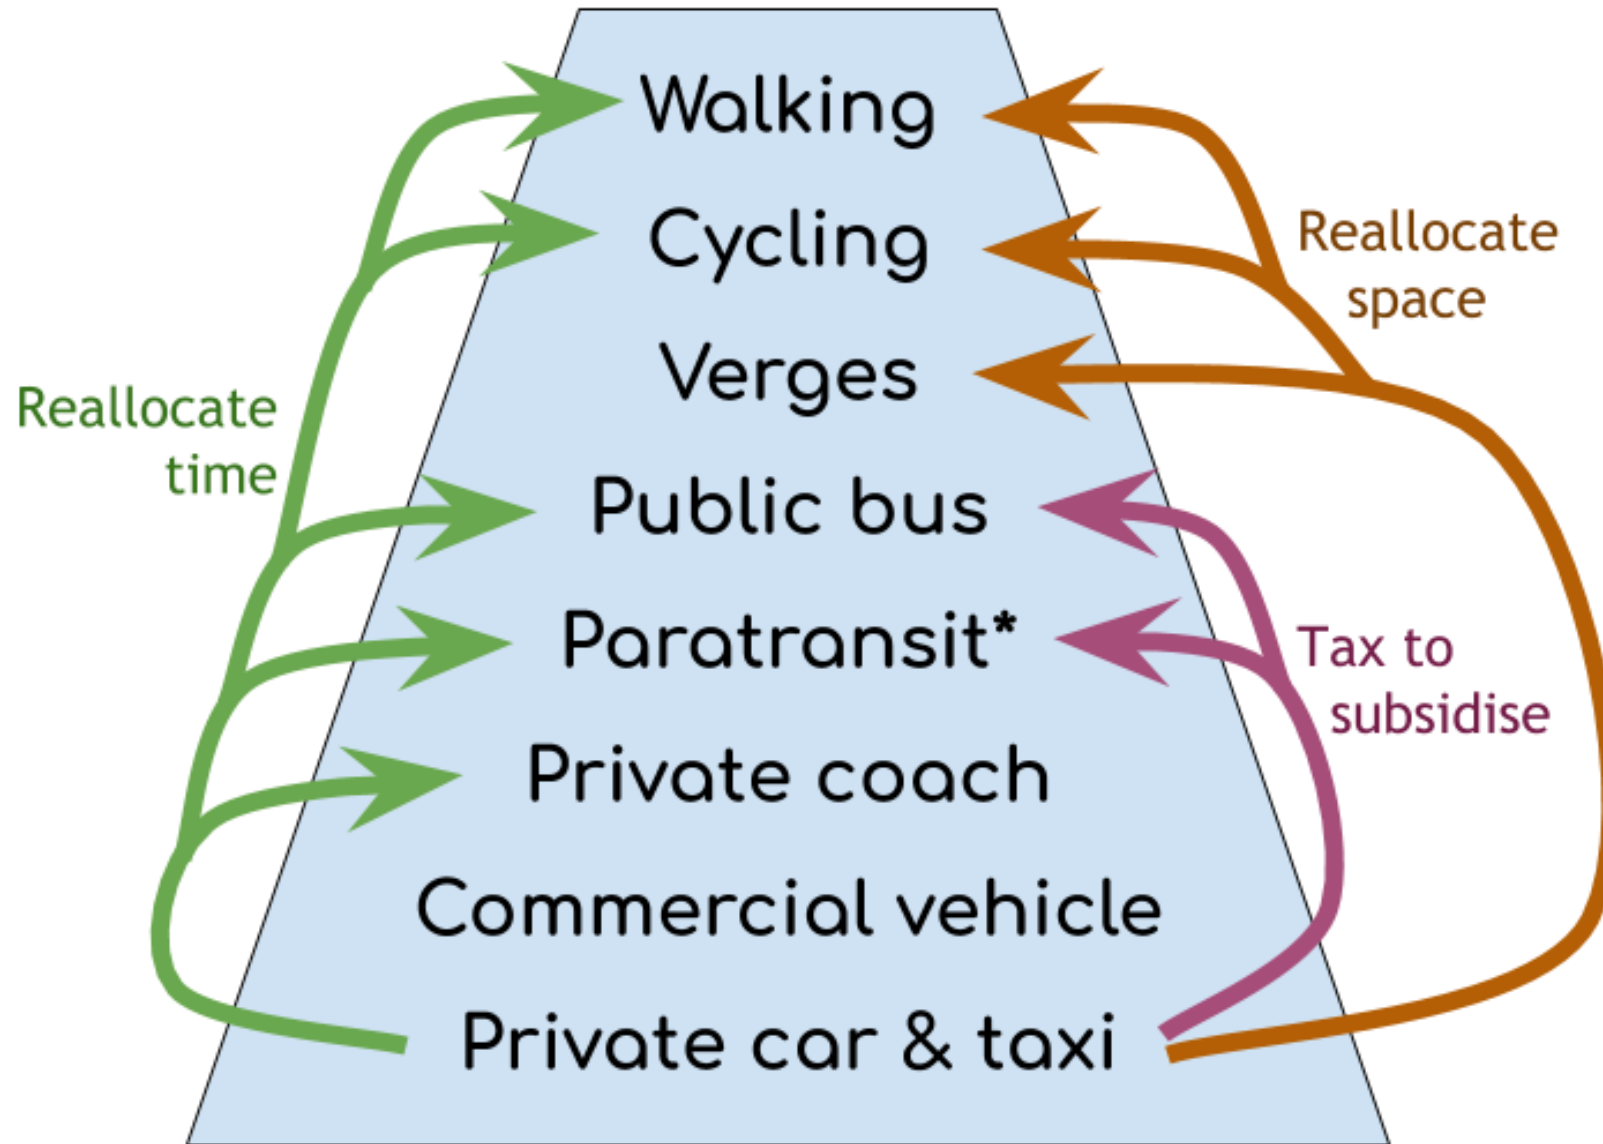 Walking
Cycling
Verges
Public bus
Paratransit*
Private coach
Commercial vehicle
Private car & taxi
Reallocate
time
Reallocate
space
Tax to
subsidise